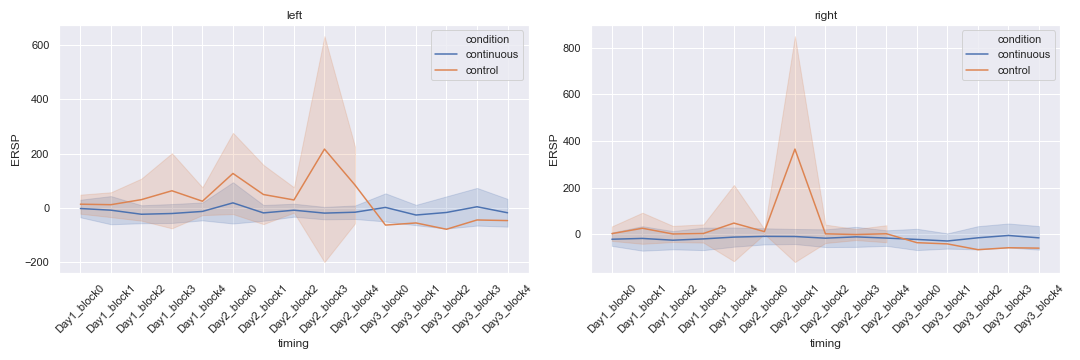 left
condition
continuous
control
600
400
200
0
−200
ERSP
Day1_block0
Day1_block1
Day1_block2
Day1_block3
Day1_block4
Day2_block0
Day2_block1
Day2_block2
Day2_block3
Day2_block4
Day3_block0
Day3_block1
Day3_block2
Day3_block3
Day3_block4
timing
right
condition
continuous
control
800
600
400
200
0
ERSP
Day1_block0
Day1_block1
Day1_block2
Day1_block3
Day1_block4
Day2_block0
Day2_block1
Day2_block2
Day2_block3
Day2_block4
Day3_block0
Day3_block1
Day3_block2
Day3_block3
Day3_block4
timing